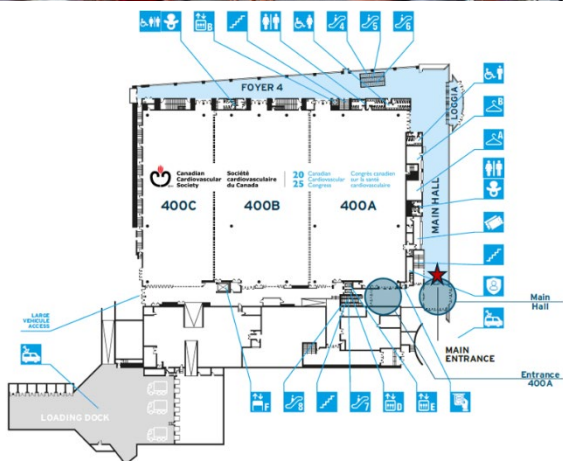 B
4
5
6
FOYER 4
LOGGIA
B
A
Canadian
Cardiovascular
Society
Société
cardiovasculaire
du Canada
20
25
Canadian
Cardiovascular
Congress
Congrès canadien
sur la santé
cardiovasculaire
400C
400B
400A
MAIN HALL
LARGE
VEHICULE
ACCESS
Main
Hall
MAIN
ENTRANCE
Entrance
400A
LOADING DOCK
F
8
7
D
E